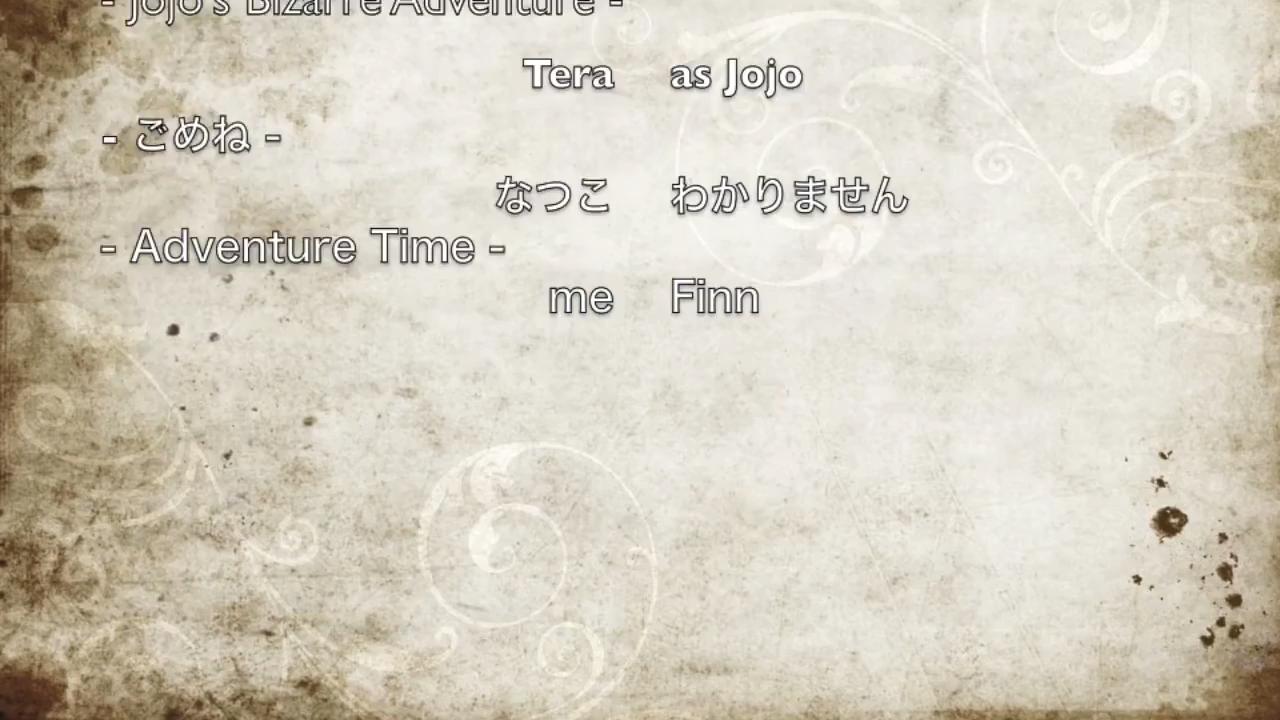 - Jojo's Bizarre Adventure -
Tera as Jojo
- ごめね -
なつこ わかりません
- Adventure Time -
me Finn